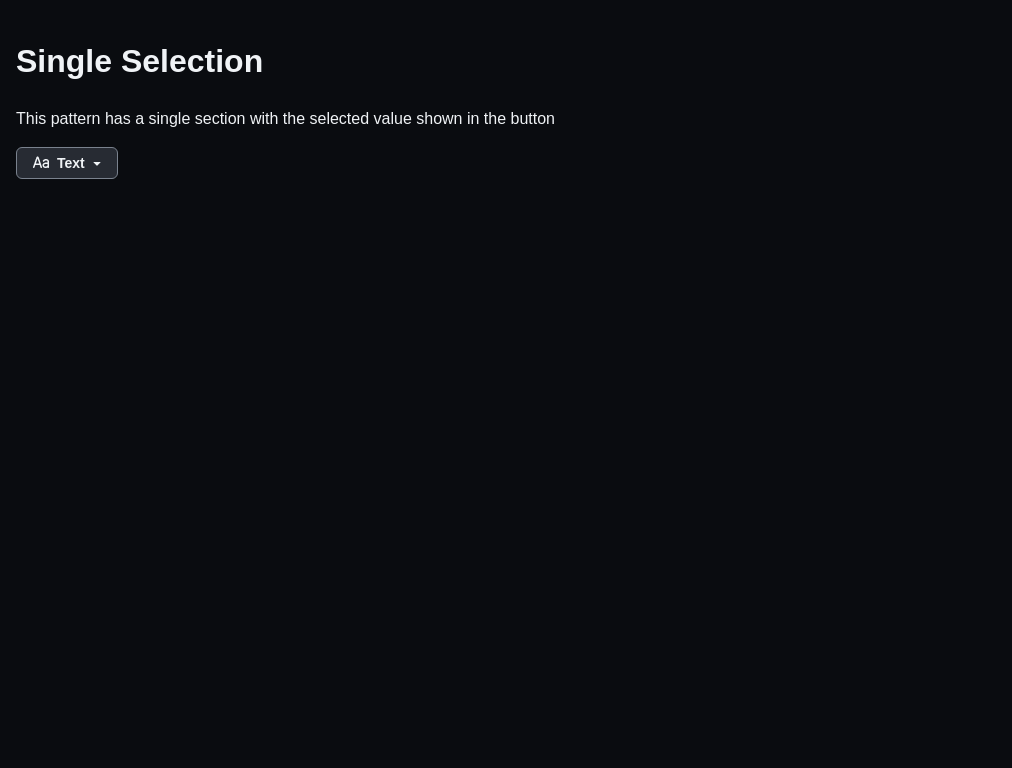 Single Selection
This pattern has a single section with the selected value shown in the button
Aa Text